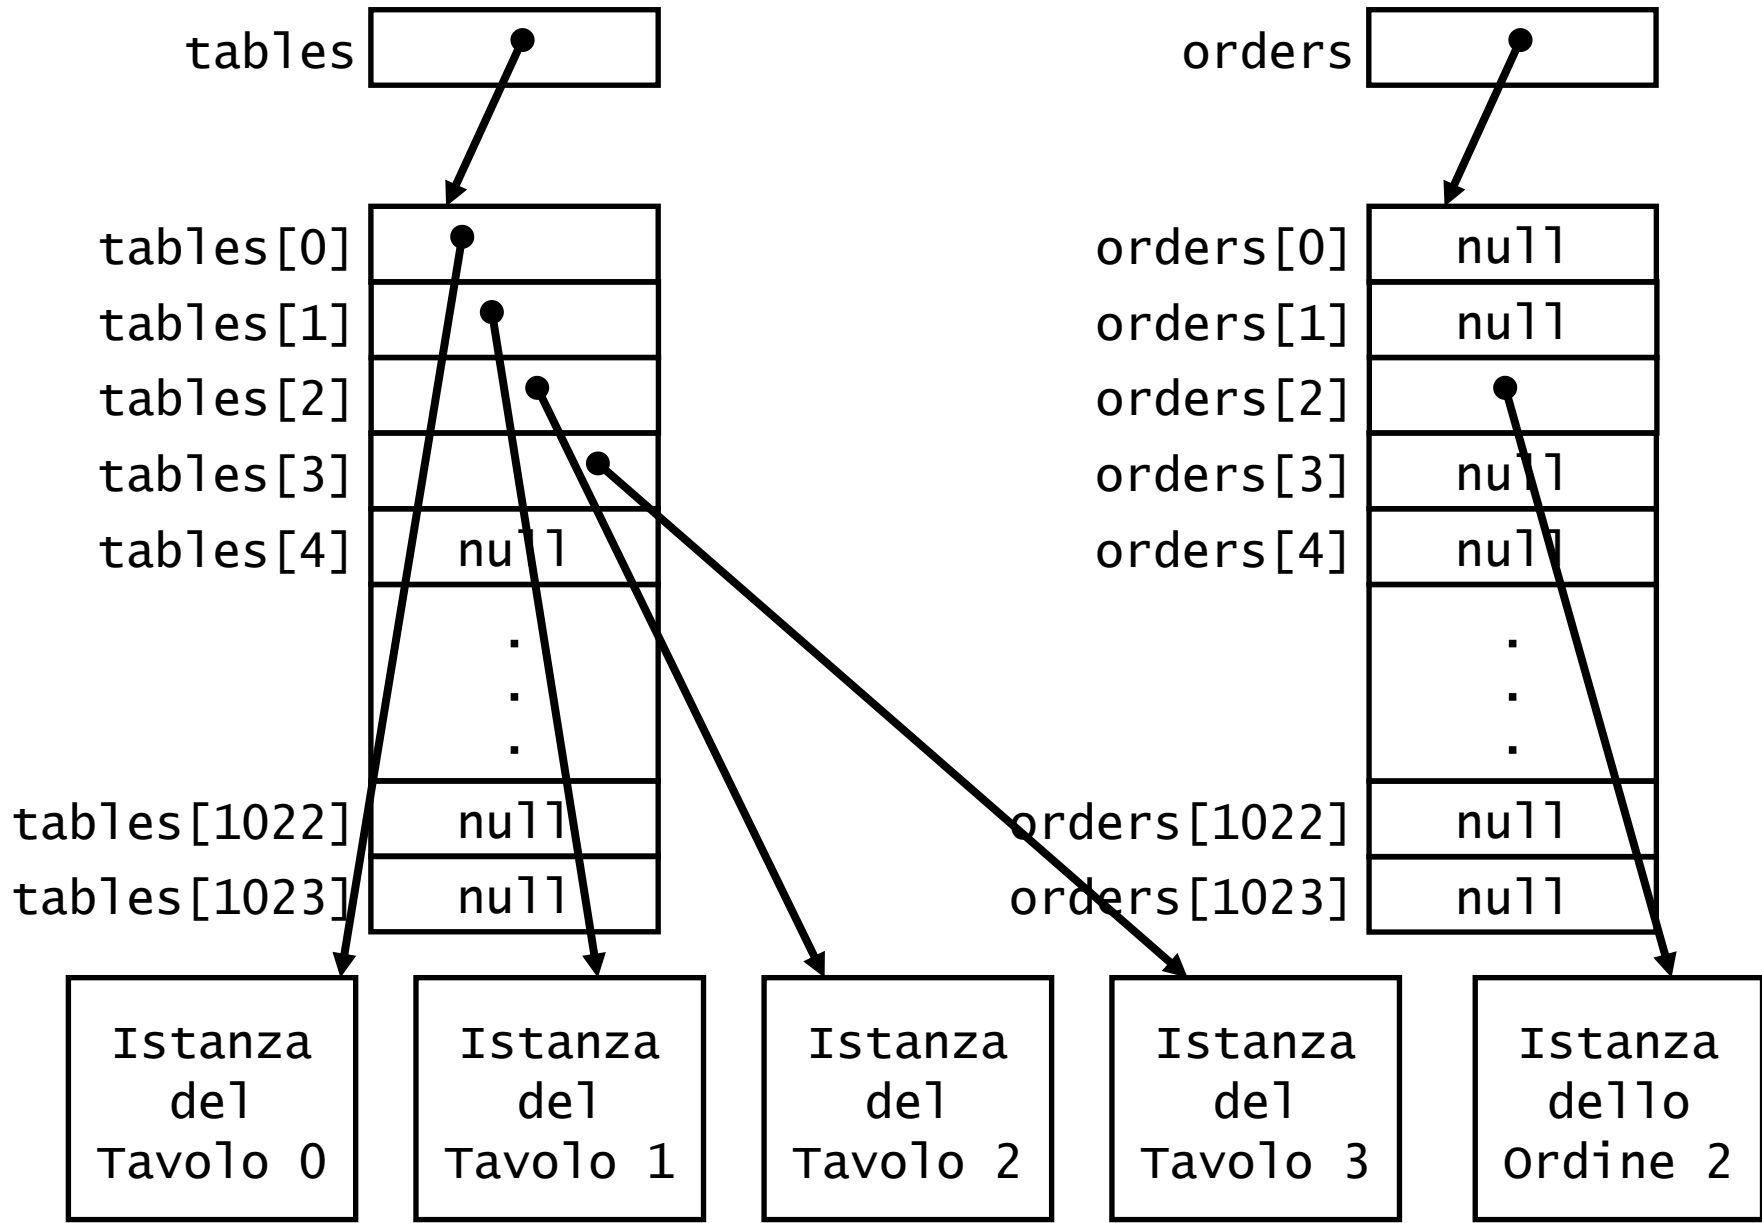 tables
orders
tables[0]
orders[0] null
tables[1]
orders[1] null
tables[2]
orders[2]
tables[3]
orders[3] null
tables[4] null
orders[4] null
.
.
.
.
.
.
tables[1022] null
orders[1022] null
tables[1023] null
orders[1023] null
Istanza
del
Tavolo 0
Istanza
del
Tavolo 1
Istanza
del
Tavolo 2
Istanza
del
Tavolo 3
Istanza
dello
Ordine 2